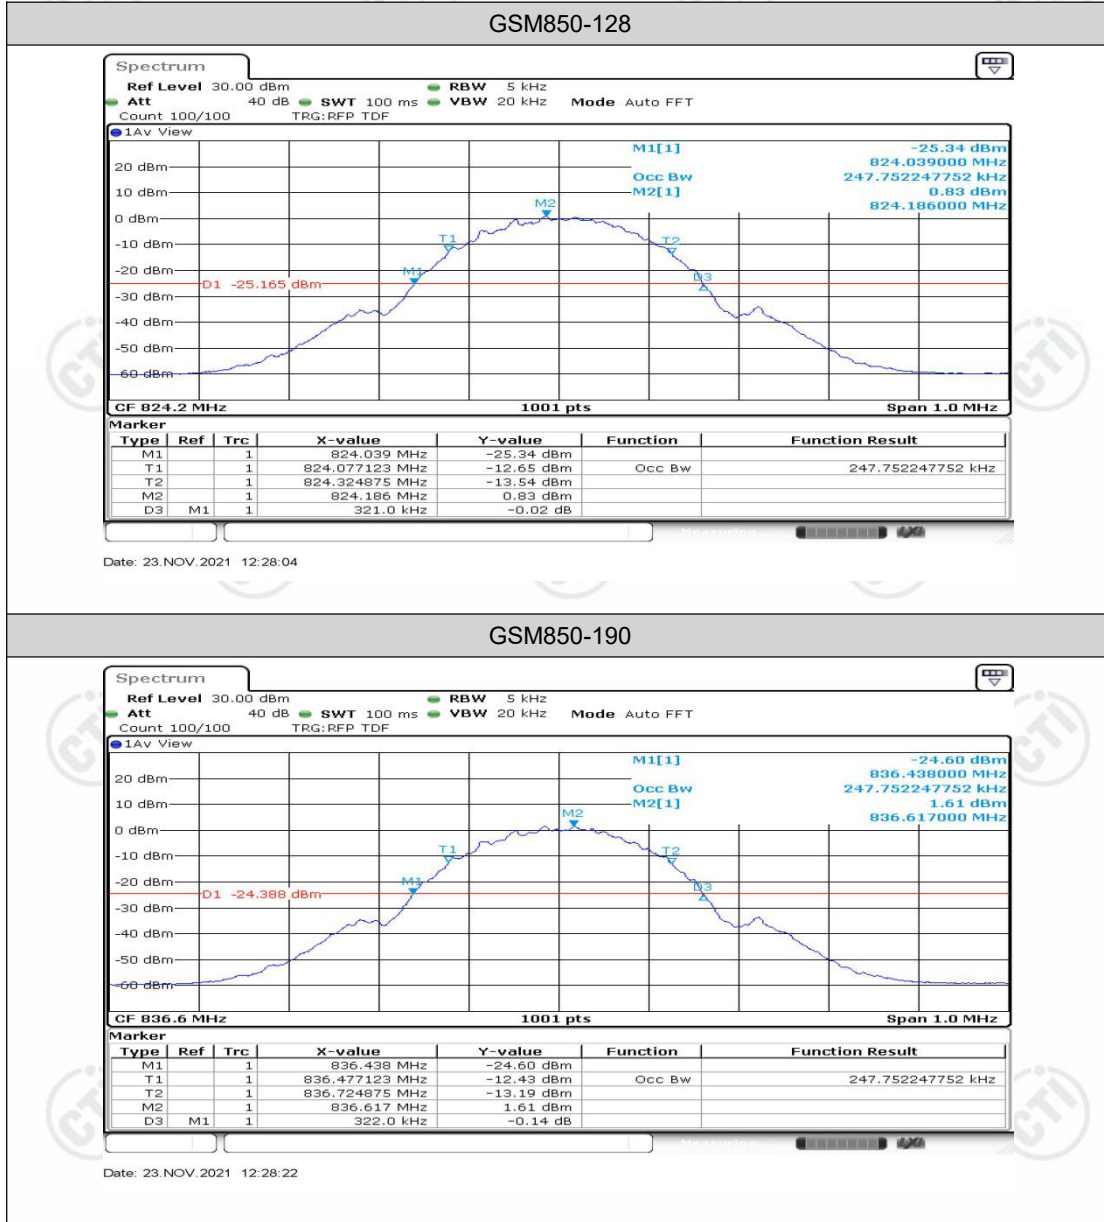 GSM850-128
Spectrum
Ref Level 30.00 dBm RBW 5 kHz
Att 40 dB SWT 100 ms VBW 20 kHz Mode Auto FFT
Count 100/100 TRG:RFP TDF
1Av View
M1[1] -25.34 dBm
824.039000 MHz
20 dBm
Occ Bw 247.752247752 kHz
10 dBm M2[1] 0.83 dBm
M2 824.186000 MHz
0 dBm
T1 T2
-10 dBm
-20 dBm
M1 D3
D1 -25.165 dBm
-30 dBm
-40 dBm
-50 dBm
-60 dBm
CF 824.2 MHz 1001 pts Span 1.0 MHz
Marker
Type Ref Trc X-value Y-value Function Function Result
M1 1 824.039 MHz -25.34 dBm
T1 1 824.077123 MHz -12.65 dBm Occ Bw 247.752247752 kHz
T2 1 824.324875 MHz -13.54 dBm
M2 1 824.186 MHz 0.83 dBm
D3 M1 1 321.0 kHz -0.02 dB
Measuring
Date: 23.NOV.2021 12:28:04
GSM850-190
Spectrum
Ref Level 30.00 dBm RBW 5 kHz
Att 40 dB SWT 100 ms VBW 20 kHz Mode Auto FFT
Count 100/100 TRG:RFP TDF
1Av View
M1[1] -24.60 dBm
836.438000 MHz
20 dBm
Occ Bw 247.752247752 kHz
10 dBm M2[1] 1.61 dBm
M2 836.617000 MHz
0 dBm
T1 T2
-10 dBm
-20 dBm
M1 D3
D1 -24.388 dBm
-30 dBm
-40 dBm
-50 dBm
-60 dBm
CF 836.6 MHz 1001 pts Span 1.0 MHz
Marker
Type Ref Trc X-value Y-value Function Function Result
M1 1 836.438 MHz -24.60 dBm
T1 1 836.477123 MHz -12.43 dBm Occ Bw 247.752247752 kHz
T2 1 836.724875 MHz -13.19 dBm
M2 1 836.617 MHz 1.61 dBm
D3 M1 1 322.0 kHz -0.14 dB
Measuring
Date: 23.NOV.2021 12:28:22
CTI
CTI
CTI
CTI
CTI
CTI